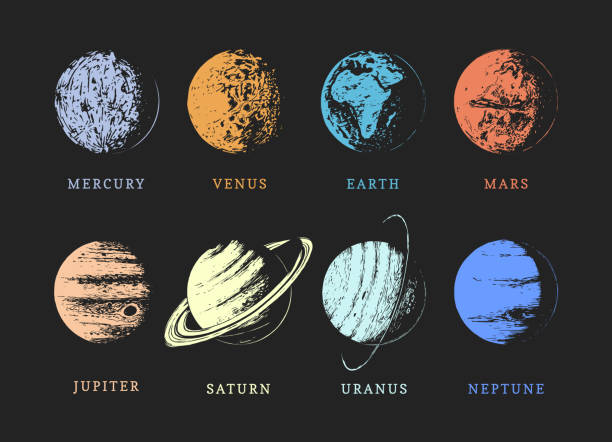 MERCURY VENUS EARTH MARS
JUPITER SATURN URANUS NEPTUNE